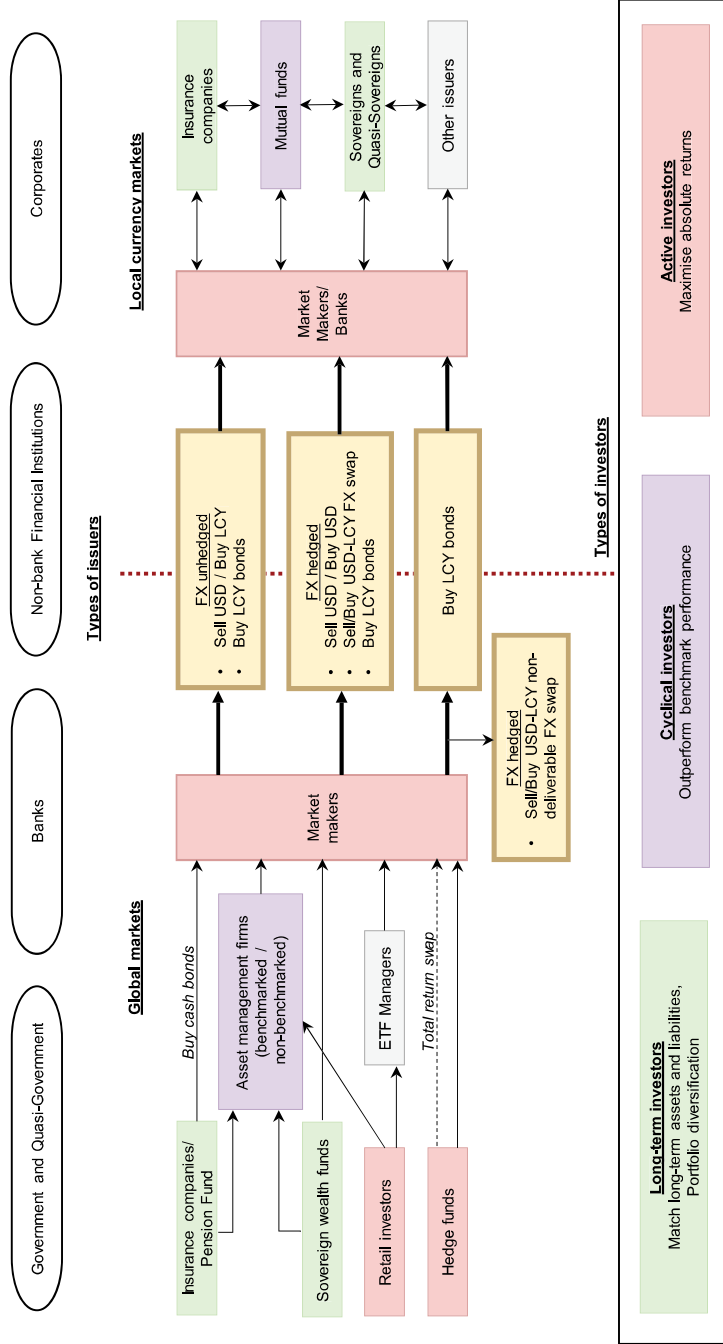 Government and Quasi-Government
Banks
Non-bank Financial Institutions
Corporates
Types of issuers
Global markets
Local currency markets
Insurance companies/
Pension Fund
Sovereign wealth funds
Retail investors
Hedge funds
Buy cash bonds
Asset management firms
(benchmarked /
non-benchmarked)
ETF Managers
Total return swap
Market
makers
FX unhedged
• Sell USD / Buy LCY
• Buy LCY bonds
FX hedged
• Sell USD / Buy USD
• Sell/Buy USD-LCY FX swap
• Buy LCY bonds
Buy LCY bonds
FX hedged
• Sell/Buy USD-LCY non-
deliverable FX swap
Market
Makers/
Banks
Insurance
companies
Mutual funds
Sovereigns and
Quasi-Sovereigns
Other issuers
Types of investors
Long-term investors
Match long-term assets and liabilities,
Portfolio diversification
Cyclical investors
Outperform benchmark performance
Active investors
Maximise absolute returns